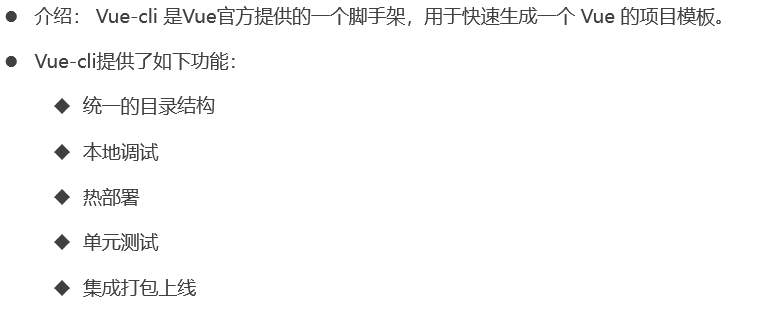 ● 介绍： Vue-cli 是Vue官方提供的一个脚手架，用于快速生成一个 Vue 的项目模板。
● Vue-cli提供了如下功能：
◆ 统一的目录结构
◆ 本地调试
◆ 热部署
◆ 单元测试
◆ 集成打包上线